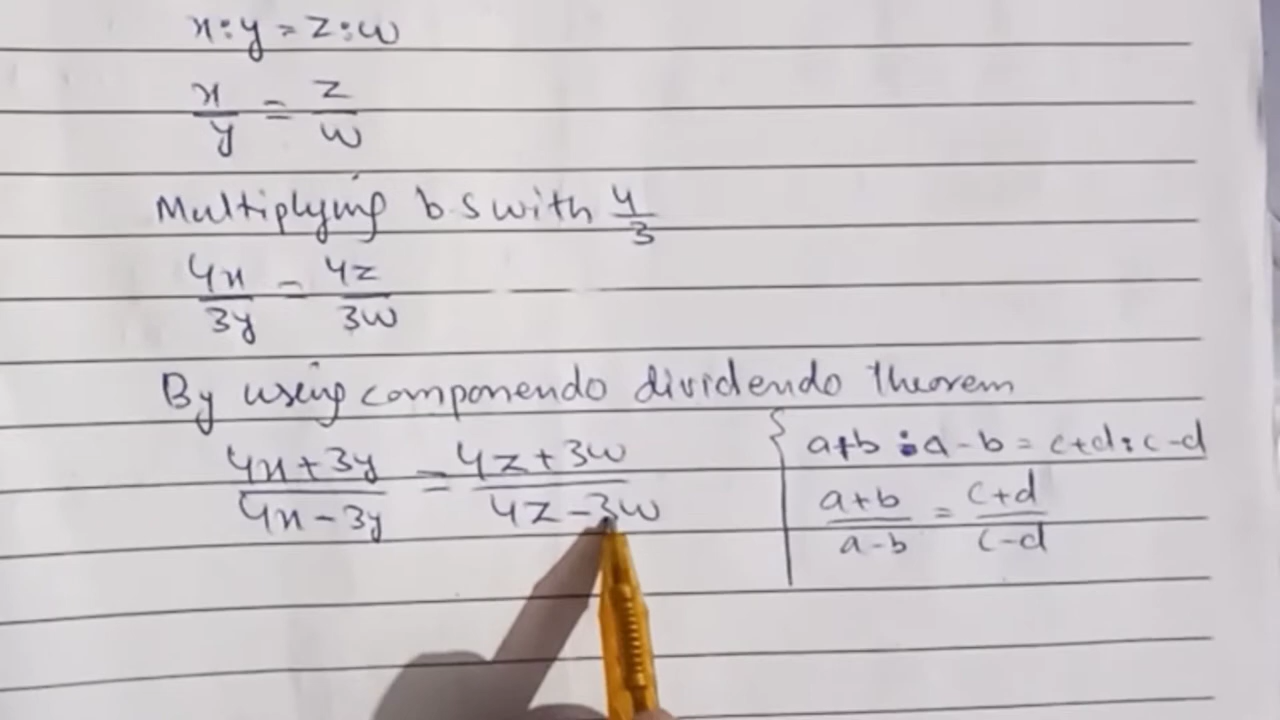 x:y = z:w
x/y = z/w
Multiplying b.s with 4/3
4x/3y = 4z/3w
By using componendo dividendo theorem
(4x+3y)/(4x-3y) = (4z+3w)/(4z-3w)
{ a+b : a-b = c+d : c-d
(a+b)/(a-b) = (c+d)/(c-d)